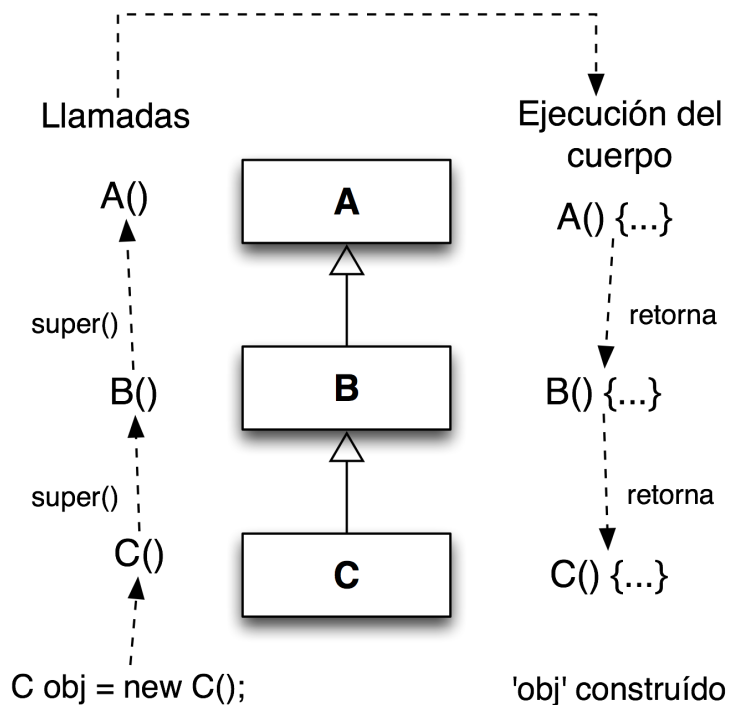 Llamadas
Ejecución del
cuerpo
A()
A
A() {...}
super()
retorna
B()
B
B() {...}
super()
retorna
C()
C
C() {...}
C obj = new C();
'obj' construído